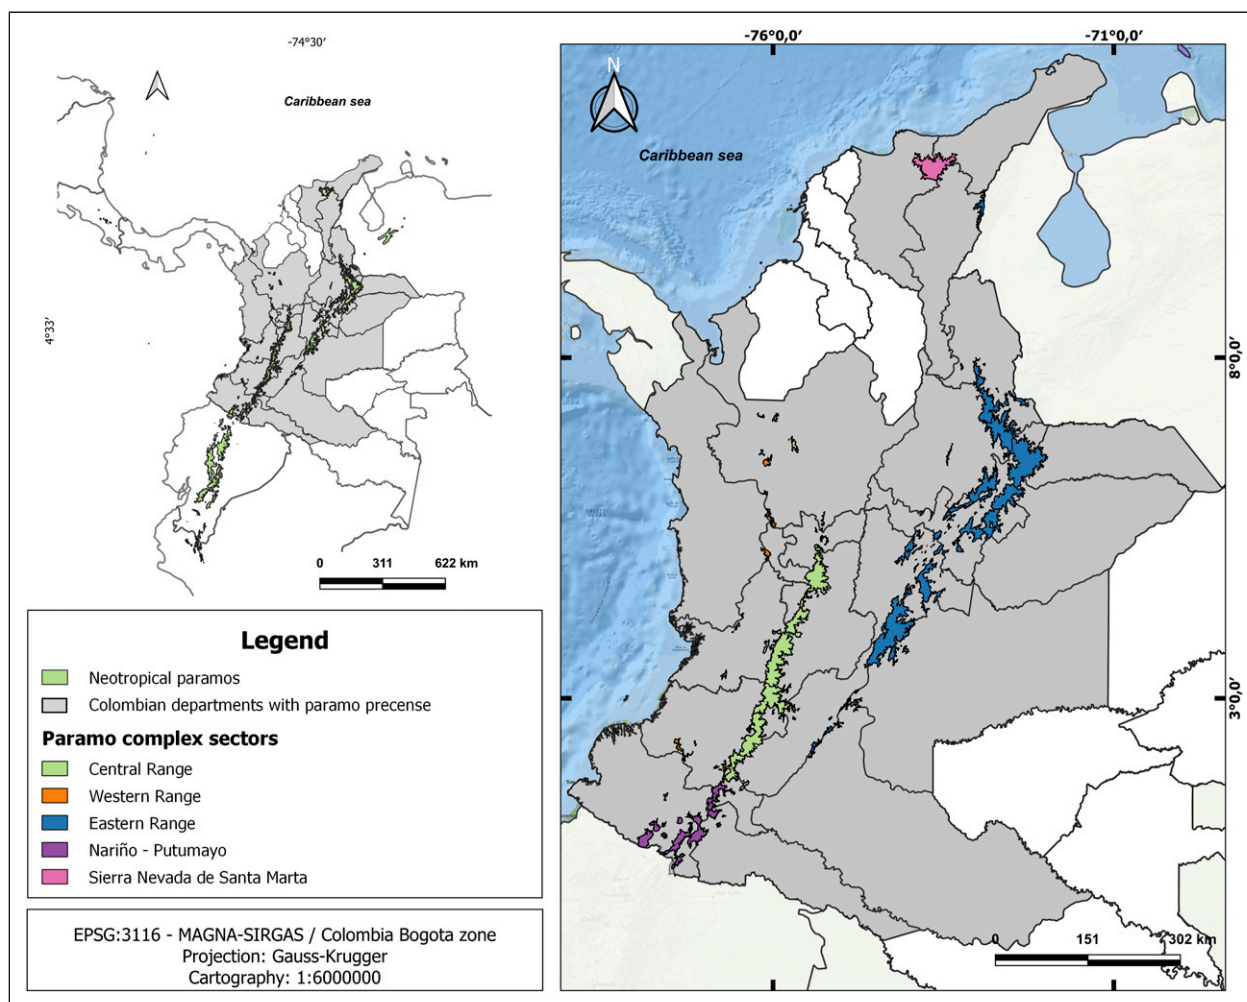 -74°30'
Caribbean sea
4°33'
0 311 622 km
Legend
Neotropical paramos
Colombian departments with paramo precense
Paramo complex sectors
Central Range
Western Range
Eastern Range
Nariño - Putumayo
Sierra Nevada de Santa Marta
EPSG:3116 - MAGNA-SIRGAS / Colombia Bogota zone
Projection: Gauss-Krugger
Cartography: 1:6000000
-76°0,0' -71°0,0'
N
Caribbean sea
8°0,0'
3°0,0'
0 151 302 km